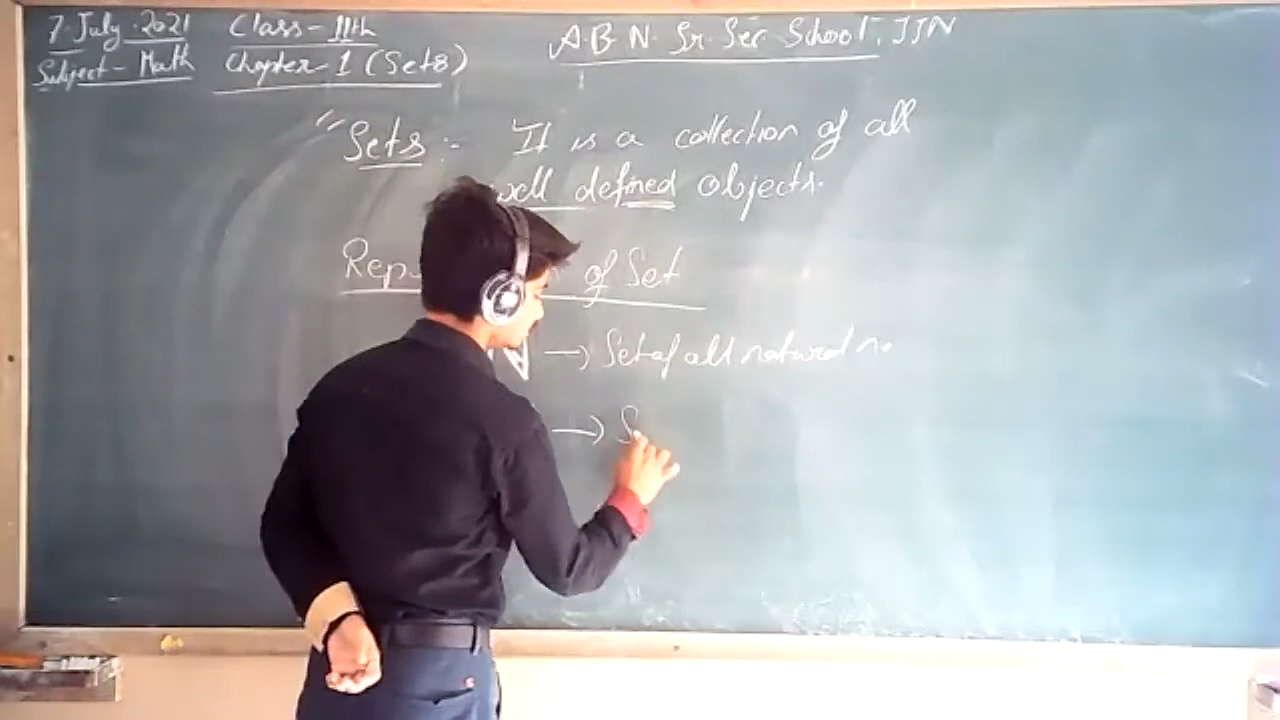 7 July 2021 Class-11th A.B.N. Sr. Sec School, JJN
Subject- Math Chapter-1 (Sets)
" Sets :- It is a collection of all
well defined objects.
of Set
N → Set of all natural no.
→ S